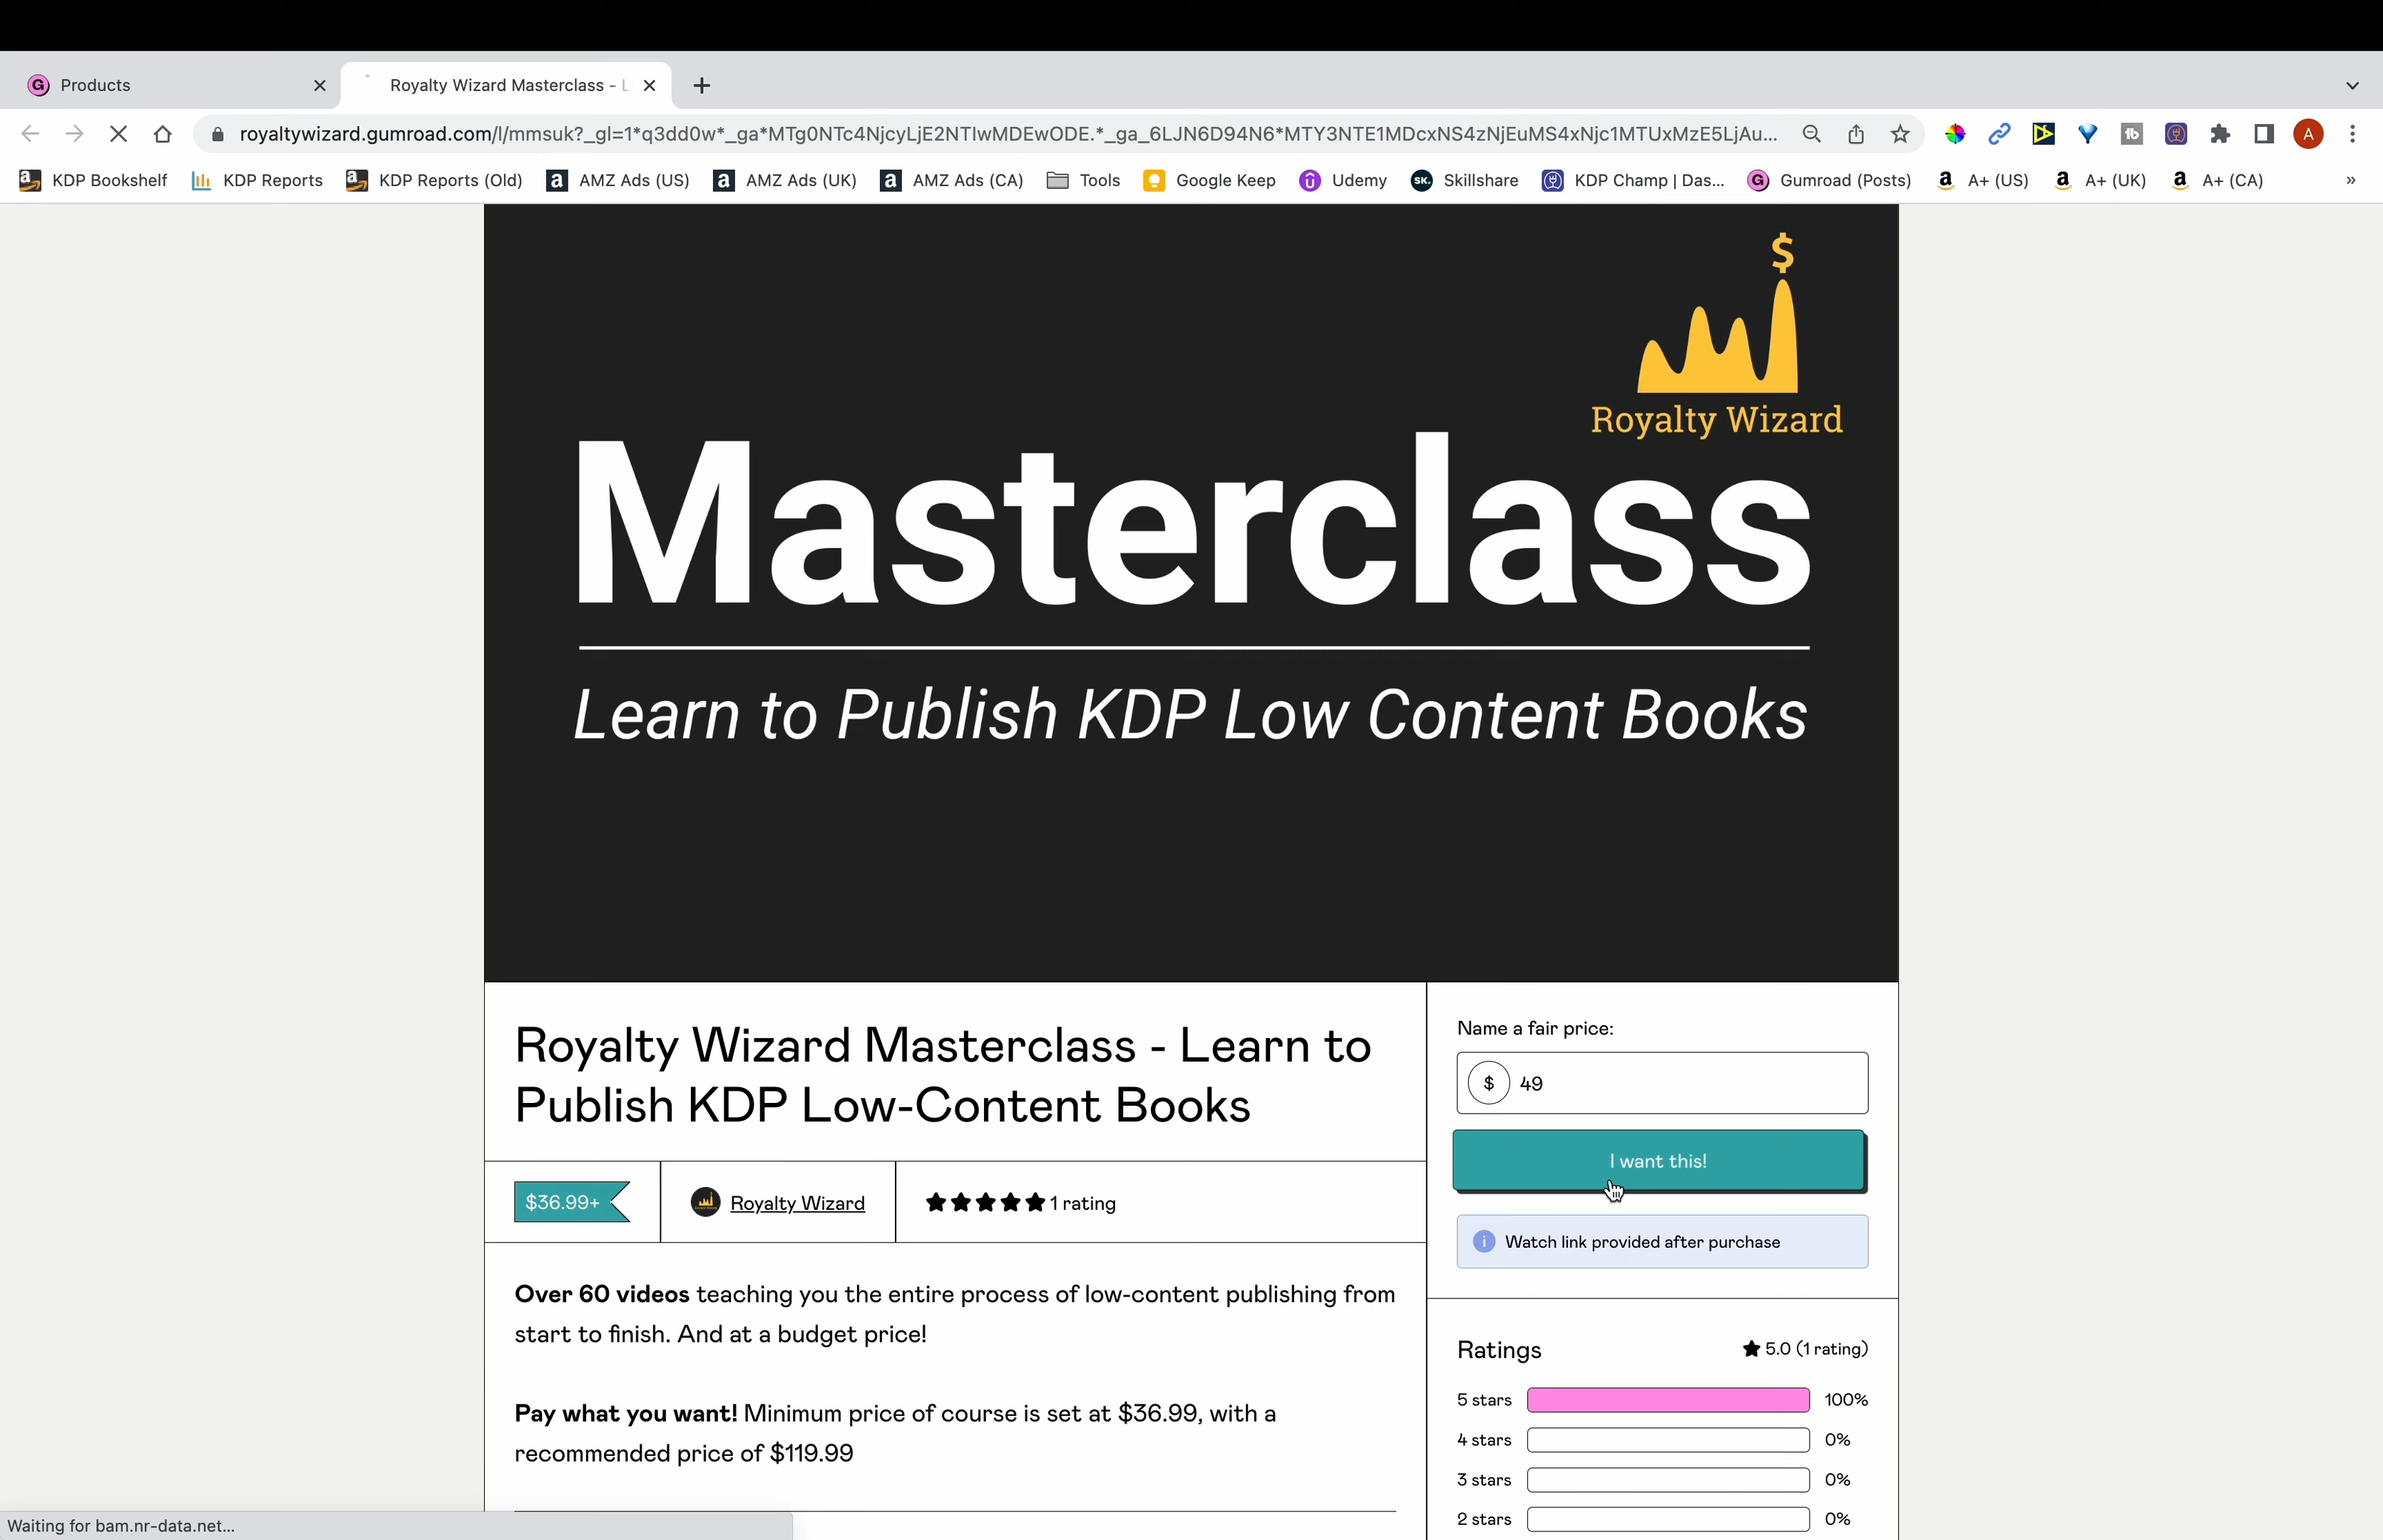 Products
Royalty Wizard Masterclass - L
royaltywizard.gumroad.com/l/mmsuk?_gl=1*q3dd0w*_ga*MTg0NTc4NjcyLjE2NTIwMDEwODE.*_ga_6LJN6D94N6*MTY3NTE1MDcxNS4zNjEuMS4xNjc1MTUxMzE5LjAu...
A
KDP Bookshelf
KDP Reports
KDP Reports (Old)
AMZ Ads (US)
AMZ Ads (UK)
AMZ Ads (CA)
Tools
Google Keep
Udemy
Skillshare
KDP Champ | Das...
Gumroad (Posts)
A+ (US)
A+ (UK)
A+ (CA)
»
$
Royalty Wizard
Masterclass
Learn to Publish KDP Low Content Books
Royalty Wizard Masterclass - Learn to
Publish KDP Low-Content Books
$36.99+
Royalty Wizard
1 rating
Over 60 videos teaching you the entire process of low-content publishing from
start to finish. And at a budget price!
Pay what you want! Minimum price of course is set at $36.99, with a
recommended price of $119.99
Name a fair price:
$ 49
I want this!
Watch link provided after purchase
Ratings
5.0 (1 rating)
5 stars 100%
4 stars 0%
3 stars 0%
2 stars 0%
Waiting for bam.nr-data.net...